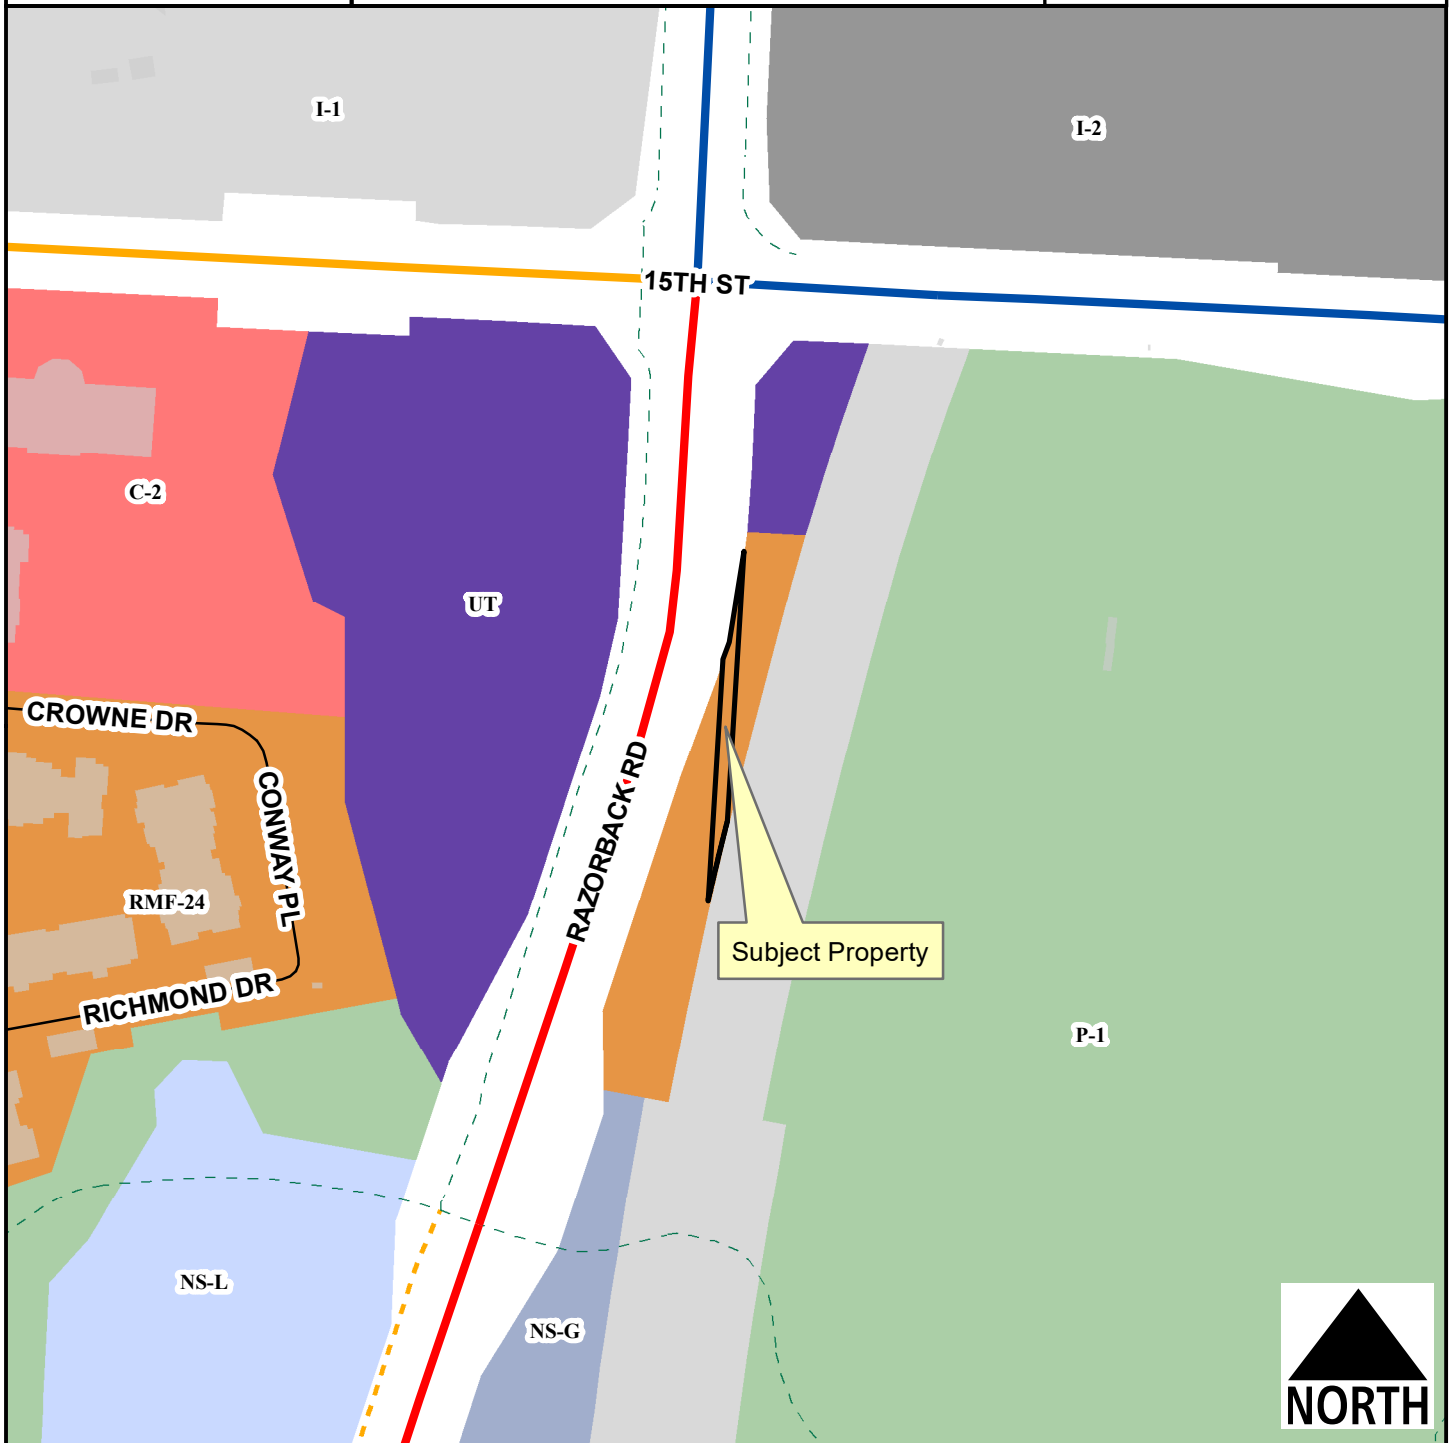 I-1
I-2
15TH ST
C-2
UT
CROWNE DR
CONWAY PL
RAZORBACK RD
RMF-24
Subject Property
RICHMOND DR
P-1
NS-L
NS-G
NORTH